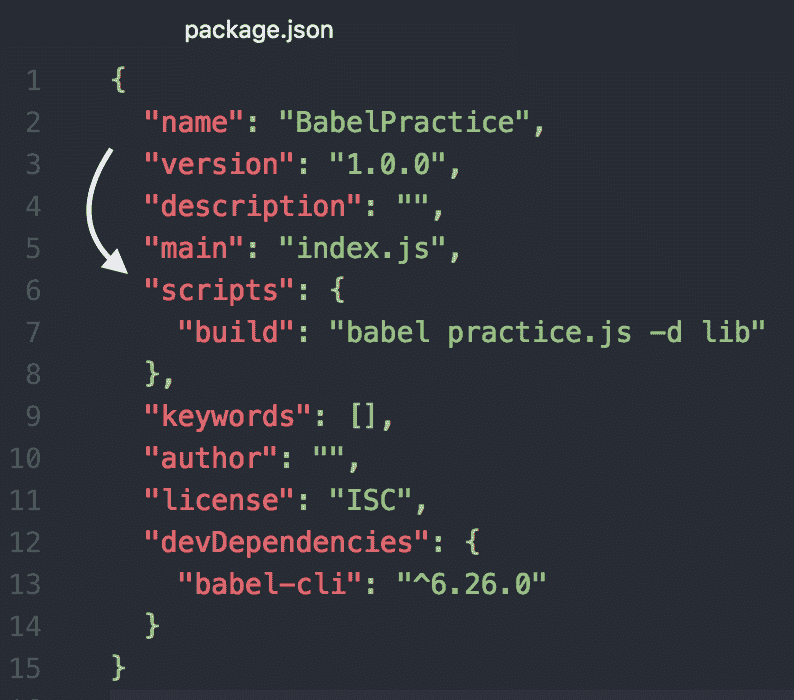 package.json
1 {
2 "name": "BabelPractice",
3 "version": "1.0.0",
4 "description": "",
5 "main": "index.js",
6 "scripts": {
7 "build": "babel practice.js -d lib"
8 },
9 "keywords": [],
10 "author": "",
11 "license": "ISC",
12 "devDependencies": {
13 "babel-cli": "^6.26.0"
14 }
15 }